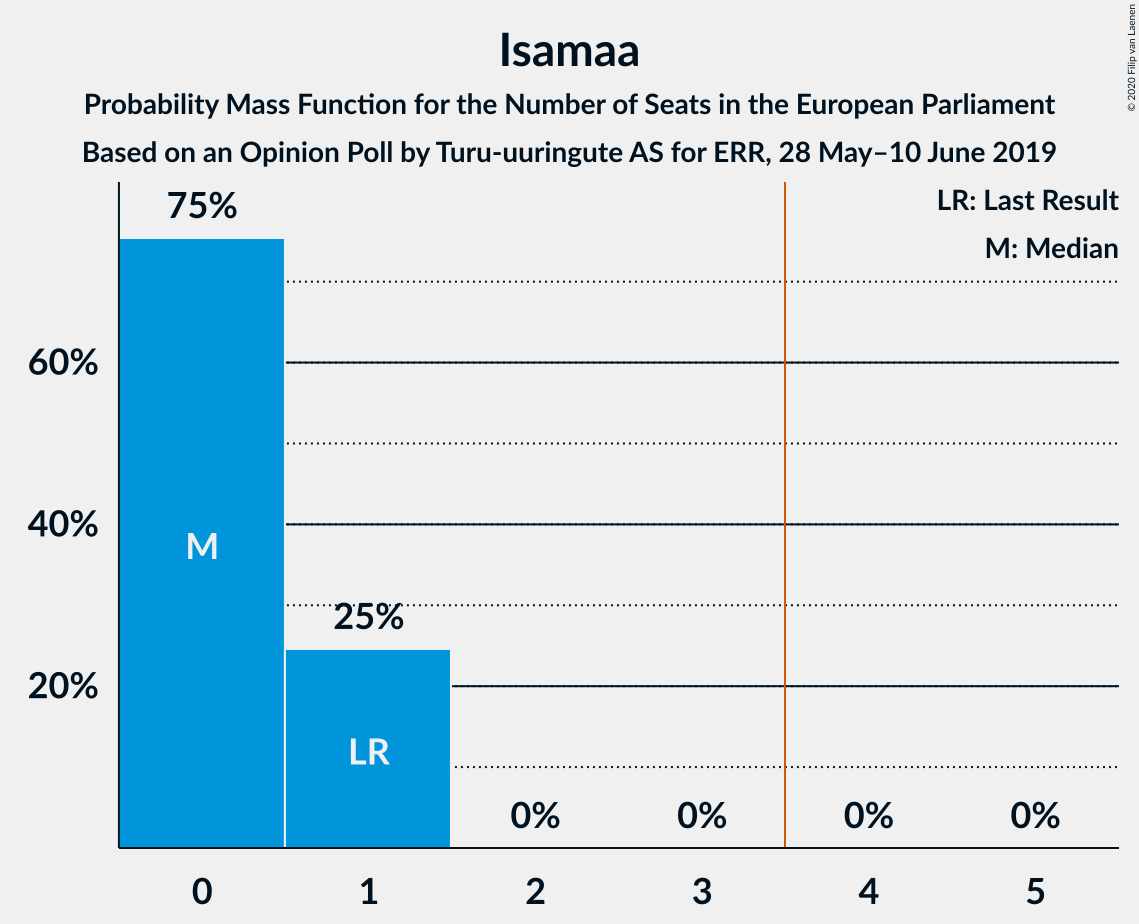 Isamaa
Probability Mass Function for the Number of Seats in the European Parliament
Based on an Opinion Poll by Turu-uuringute AS for ERR, 28 May–10 June 2019
© 2020 Filip van Laenen
LR: Last Result
M: Median
75%
60%
40%
M
25%
20%
LR
0% 0% 0% 0%
0 1 2 3 4 5